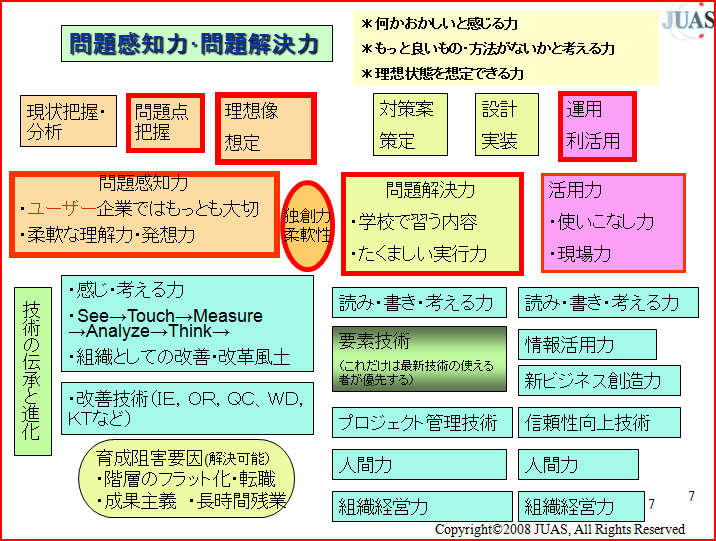 問題感知力・問題解決力
＊何かおかしいと感じる力
＊もっと良いもの・方法がないかと考える力
＊理想状態を想定できる力
JUAS
現状把握・
分析
問題点
把握
理想像
想定
対策案
策定
設計
実装
運用
利活用
問題感知力
・ユーザー企業ではもっとも大切
・柔軟な理解力・発想力
独創力
柔軟性
問題解決力
・学校で習う内容
・たくましい実行力
活用力
・使いこなし力
・現場力
技術の伝承と進化
・感じ・考える力
・See→Touch→Measure
→Analyze→Think→
・組織としての改善・改革風土
・改善技術（IE，OR，QC、WD，
KTなど）
育成阻害要因(解決可能)
・階層のフラット化・転職
・成果主義 ・長時間残業
読み・書き・考える力
要素技術
（これだけは最新技術の使える
者が優先する）
プロジェクト管理技術
人間力
組織経営力
読み・書き・考える力
情報活用力
新ビジネス創造力
信頼性向上技術
人間力
組織経営力
7
7
Copyright©2008 JUAS, All Rights Reserved